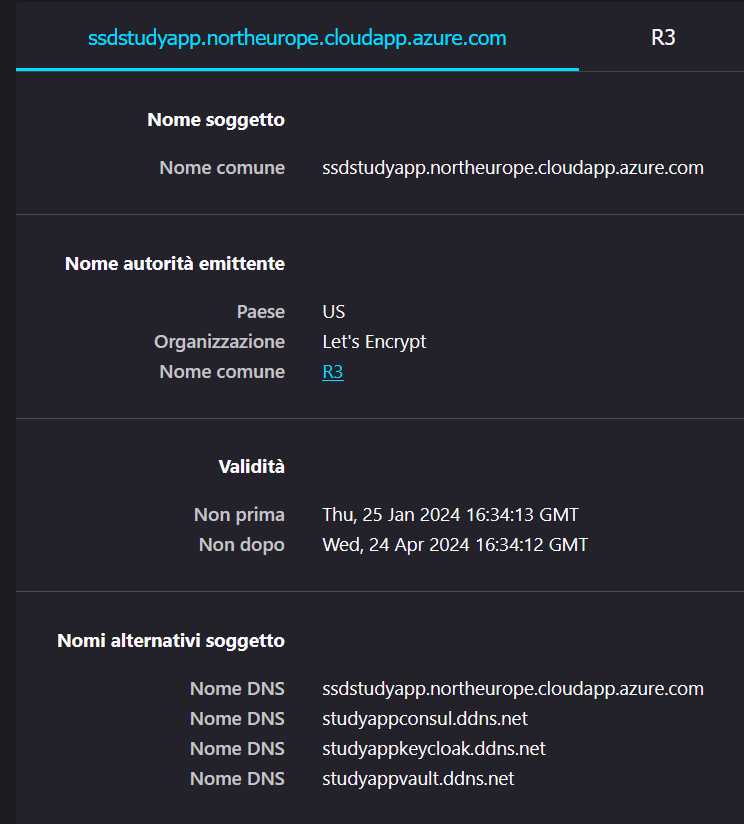 ssdstudyapp.northeurope.cloudapp.azure.com R3
Nome soggetto
Nome comune ssdstudyapp.northeurope.cloudapp.azure.com
Nome autorità emittente
Paese US
Organizzazione Let's Encrypt
Nome comune R3
Validità
Non prima Thu, 25 Jan 2024 16:34:13 GMT
Non dopo Wed, 24 Apr 2024 16:34:12 GMT
Nomi alternativi soggetto
Nome DNS ssdstudyapp.northeurope.cloudapp.azure.com
Nome DNS studyappconsul.ddns.net
Nome DNS studyappkeycloak.ddns.net
Nome DNS studyappvault.ddns.net